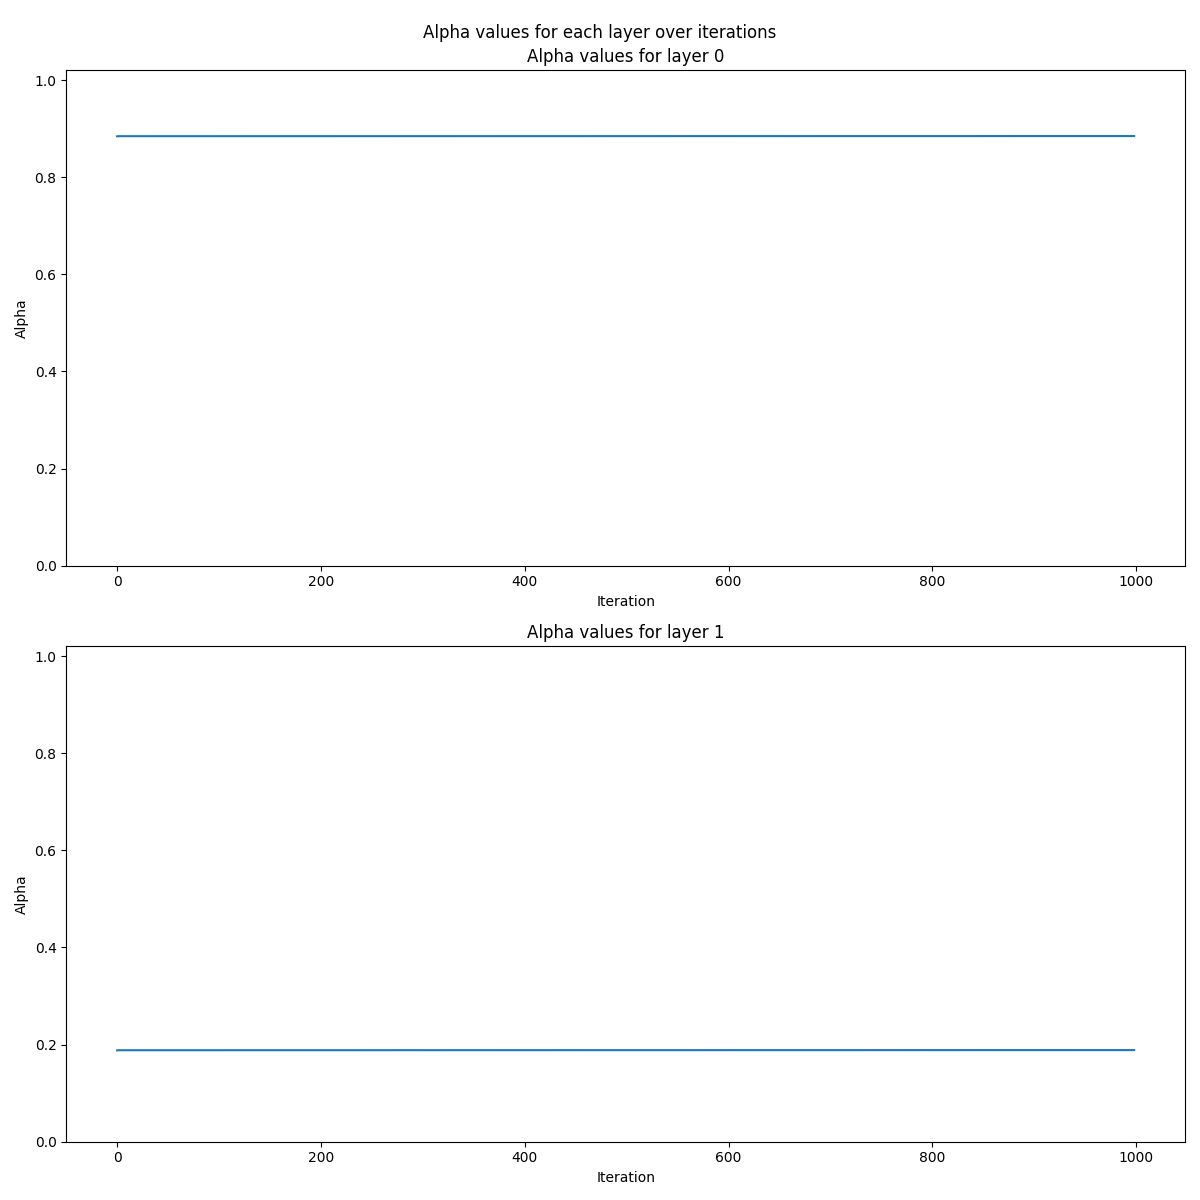 Alpha values for each layer over iterations
Alpha values for layer 0
1.0
0.8
0.6
0.4
0.2
0.0
Alpha
0 200 400 600 800 1000
Iteration
Alpha values for layer 1
1.0
0.8
0.6
0.4
0.2
0.0
Alpha
0 200 400 600 800 1000
Iteration